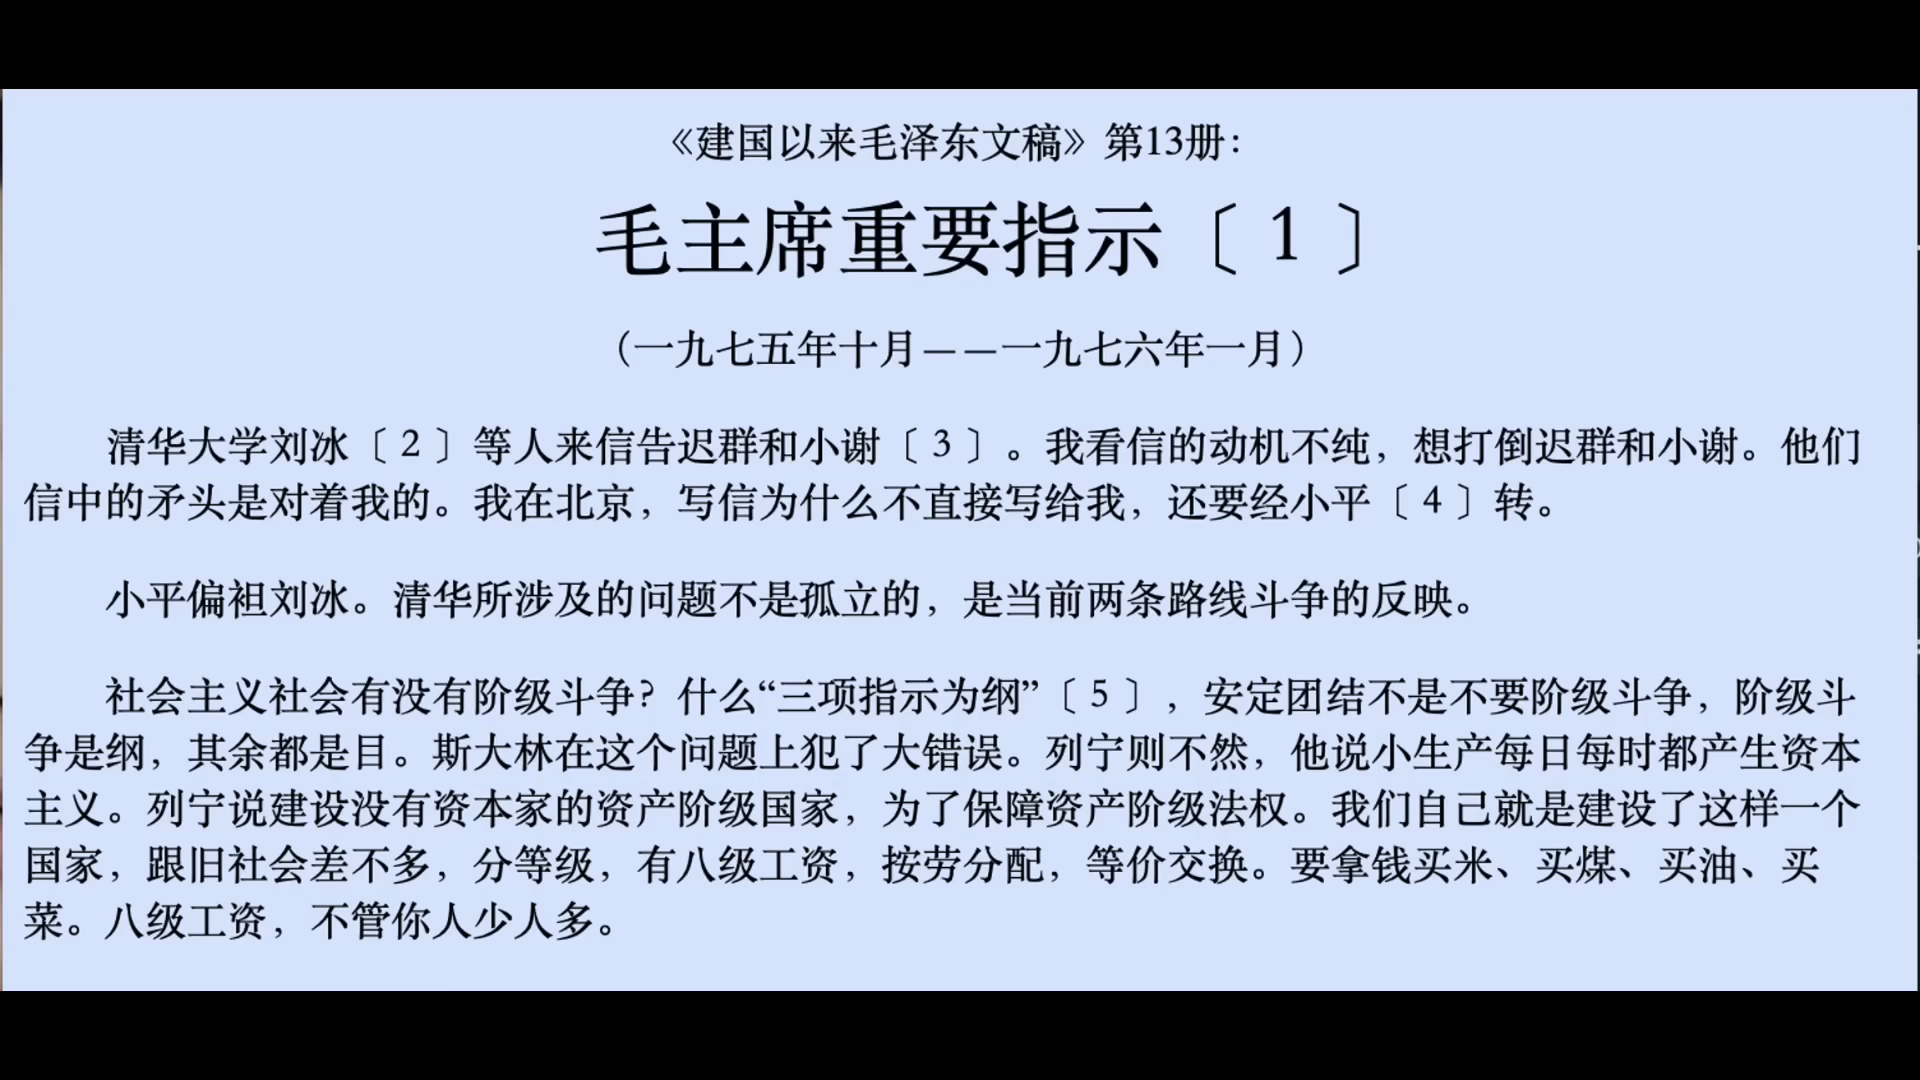 《建国以来毛泽东文稿》第13册：
毛主席重要指示〔1〕
（一九七五年十月——一九七六年一月）
清华大学刘冰〔2〕等人来信告迟群和小谢〔3〕。我看信的动机不纯，想打倒迟群和小谢。他们
信中的矛头是对着我的。我在北京，写信为什么不直接写给我，还要经小平〔4〕转。
小平偏袒刘冰。清华所涉及的问题不是孤立的，是当前两条路线斗争的反映。
社会主义社会有没有阶级斗争？什么“三项指示为纲”〔5〕，安定团结不是不要阶级斗争，阶级斗
争是纲，其余都是目。斯大林在这个问题上犯了大错误。列宁则不然，他说小生产每日每时都产生资本
主义。列宁说建设没有资本家的资产阶级国家，为了保障资产阶级法权。我们自己就是建设了这样一个
国家，跟旧社会差不多，分等级，有八级工资，按劳分配，等价交换。要拿钱买米、买煤、买油、买
菜。八级工资，不管你人少人多。